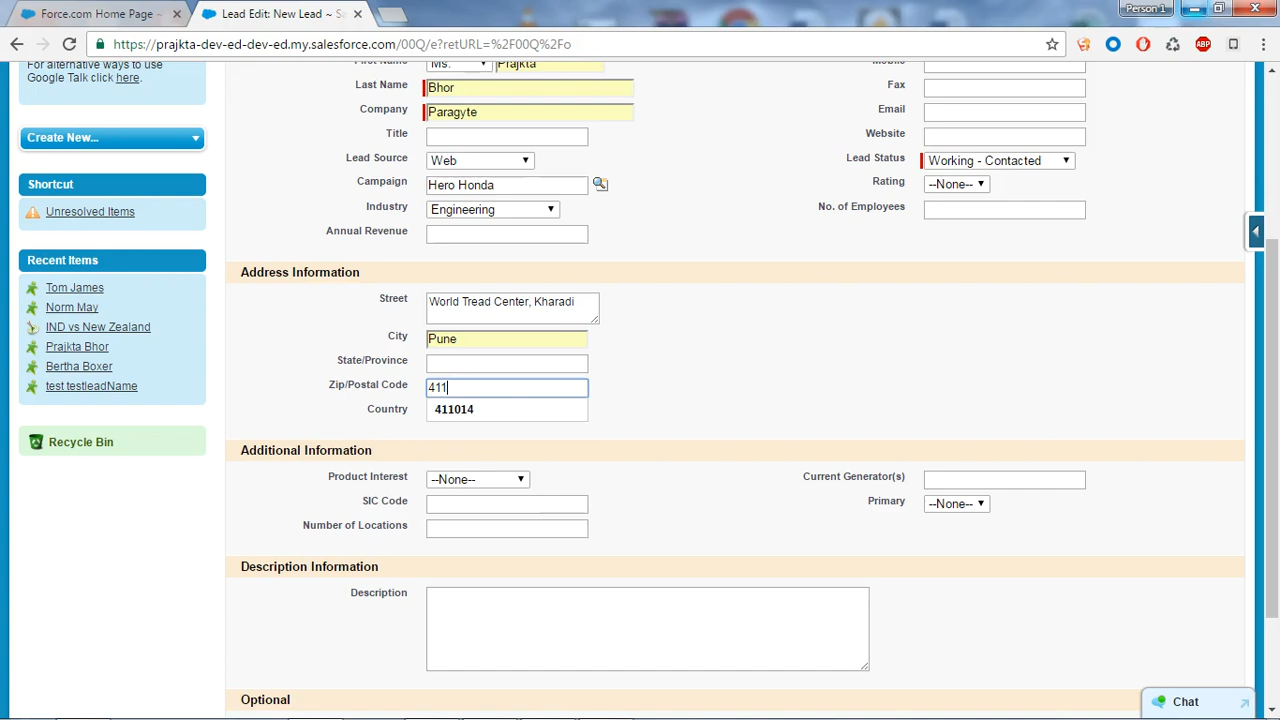 Force.com Home Page ~
Lead Edit: New Lead ~ Sa
Person 1
https://prajkta-dev-ed-dev-ed.my.salesforce.com/00Q/e?retURL=%2F00Q%2Fo
ABP
For alternative ways to use
Google Talk click here.
Create New...
Shortcut
Unresolved Items
Recent Items
Tom James
Norm May
IND vs New Zealand
Prajkta Bhor
Bertha Boxer
test testleadName
Recycle Bin
First Name Ms. Prajkta Mobile
Last Name Bhor Fax
Company Paragyte Email
Title Website
Lead Source Web Lead Status Working - Contacted
Campaign Hero Honda Rating --None--
Industry Engineering No. of Employees
Annual Revenue
Address Information
Street World Tread Center, Kharadi
City Pune
State/Province
Zip/Postal Code 411
Country 411014
Additional Information
Product Interest --None-- Current Generator(s)
SIC Code Primary --None--
Number of Locations
Description Information
Description
Optional
Chat